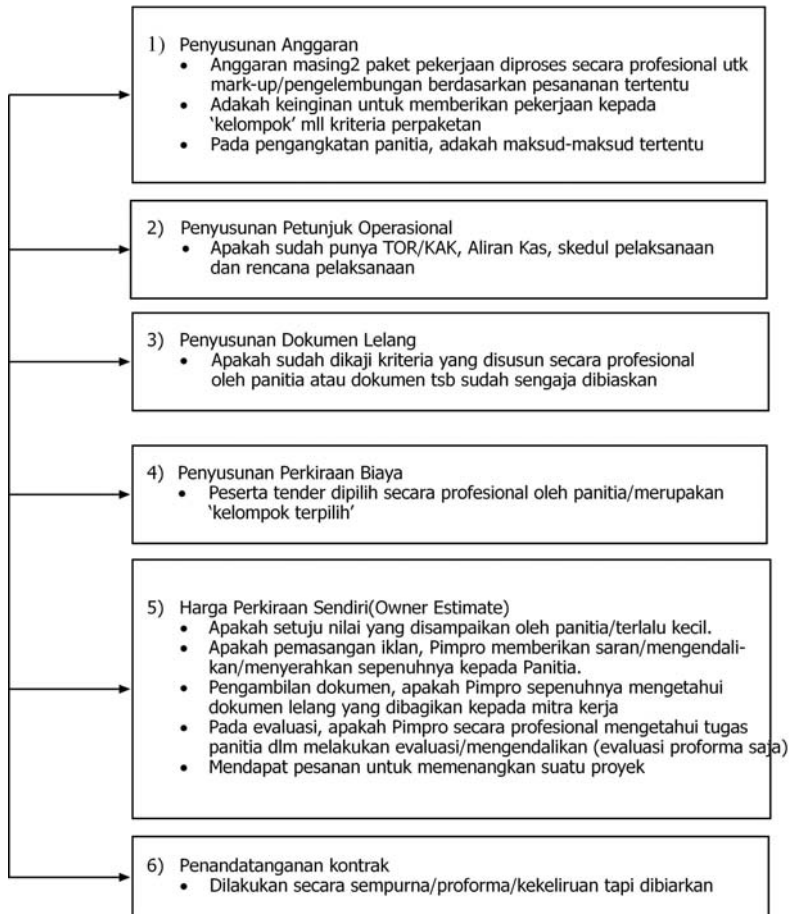 1) Penyusunan Anggaran
• Anggaran masing2 paket pekerjaan diproses secara profesional utk
mark-up/pengelembungan berdasarkan pesananan tertentu
• Adakah keinginan untuk memberikan pekerjaan kepada
‘kelompok’ mll kriteria perpaketan
• Pada pengangkatan panitia, adakah maksud-maksud tertentu
2) Penyusunan Petunjuk Operasional
• Apakah sudah punya TOR/KAK, Aliran Kas, skedul pelaksanaan
dan rencana pelaksanaan
3) Penyusunan Dokumen Lelang
• Apakah sudah dikaji kriteria yang disusun secara profesional
oleh panitia atau dokumen tsb sudah sengaja dibiaskan
4) Penyusunan Perkiraan Biaya
• Peserta tender dipilih secara profesional oleh panitia/merupakan
‘kelompok terpilih’
5) Harga Perkiraan Sendiri(Owner Estimate)
• Apakah setuju nilai yang disampaikan oleh panitia/terlalu kecil.
• Apakah pemasangan iklan, Pimpro memberikan saran/mengendali-
kan/menyerahkan sepenuhnya kepada Panitia.
• Pengambilan dokumen, apakah Pimpro sepenuhnya mengetahui
dokumen lelang yang dibagikan kepada mitra kerja
• Pada evaluasi, apakah Pimpro secara profesional mengetahui tugas
panitia dlm melakukan evaluasi/mengendalikan (evaluasi proforma saja)
• Mendapat pesanan untuk memenangkan suatu proyek
6) Penandatanganan kontrak
• Dilakukan secara sempurna/proforma/kekeliruan tapi dibiarkan